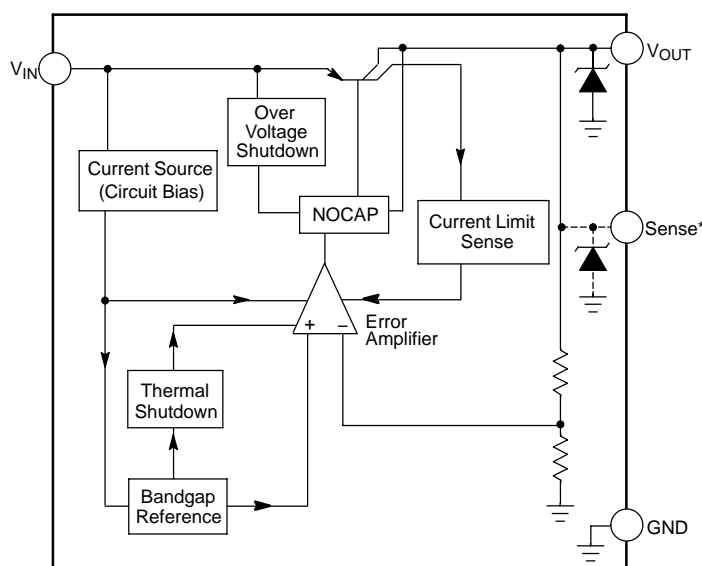 VIN
VOUT
Over
Voltage
Shutdown
Current Source
(Circuit Bias)
NOCAP
Current Limit
Sense
Sense*
+
−
Error
Amplifier
Thermal
Shutdown
Bandgap
Reference
GND